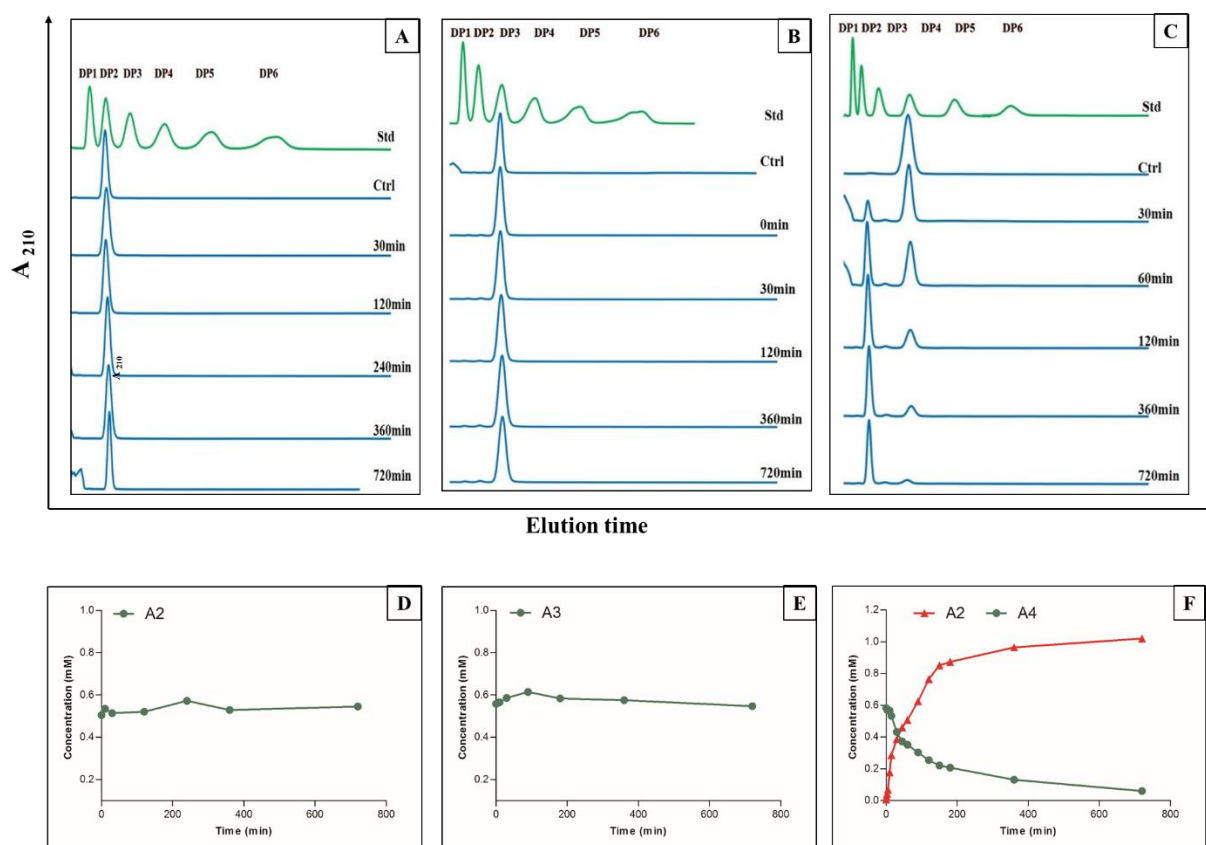 A
DP1 DP2 DP3 DP4 DP5 DP6
Std
Ctrl
30min
120min
240min
A 210
360min
720min
B
DP1 DP2 DP3 DP4 DP5 DP6
Std
Ctrl
0min
30min
120min
360min
720min
C
DP1 DP2 DP3 DP4 DP5 DP6
Std
Ctrl
30min
60min
120min
360min
720min
A 210
Elution time
D
A2
Concentration (mM)
1.0
0.8
0.6
0.4
0.2
0 200 400 600 800
Time (min)
E
A3
Concentration (mM)
1.0
0.8
0.6
0.4
0.2
0 200 400 600 800
Time (min)
F
A2 A4
Concentration (mM)
1.2
1.0
0.8
0.6
0.4
0.2
0.0
0 200 400 600 800
Time (min)